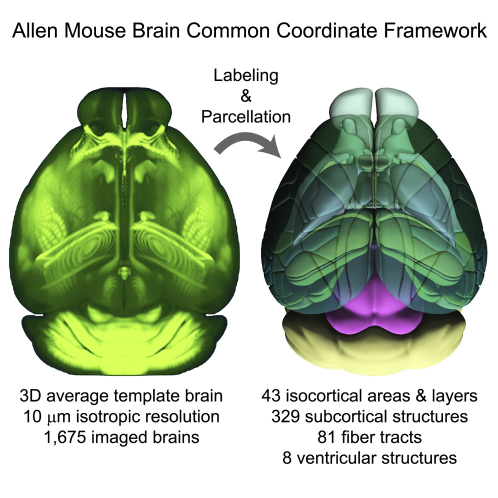 Allen Mouse Brain Common Coordinate Framework
Labeling
&
Parcellation
3D average template brain
10 μm isotropic resolution
1,675 imaged brains
43 isocortical areas & layers
329 subcortical structures
81 fiber tracts
8 ventricular structures